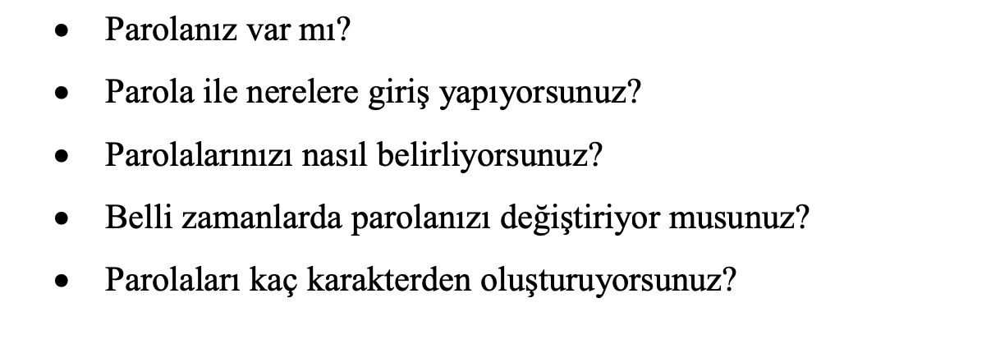 • Parolanız var mı?
• Parola ile nerelere giriş yapıyorsunuz?
• Parolalarınızı nasıl belirliyorsunuz?
• Belli zamanlarda parolanızı değiştiriyor musunuz?
• Parolaları kaç karakterden oluşturuyorsunuz?